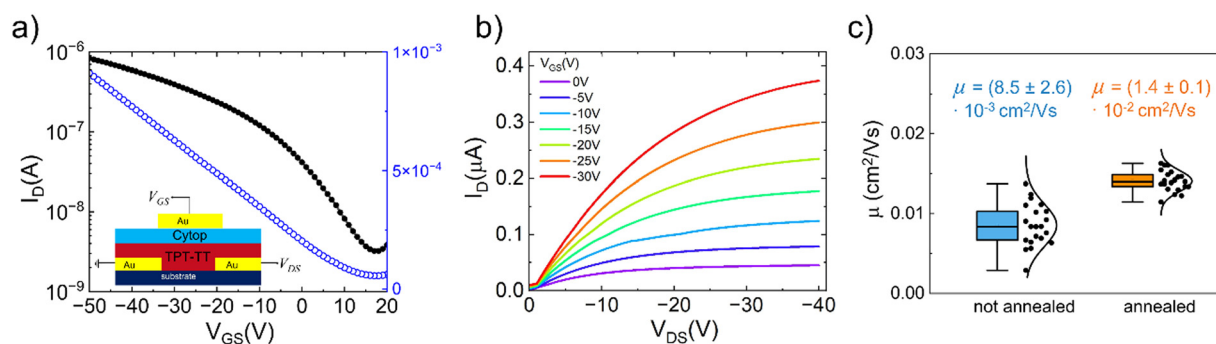 a)
I_D(A)
10⁻⁶
10⁻⁷
10⁻⁸
10⁻⁹
1×10⁻³
5×10⁻⁴
0
V_GS
Au
Cytop
TPT-TT
Au
Au
V_DS
substrate
−50 −40 −30 −20 −10 0 10 20
V_GS(V)
b)
I_D(µA)
0.4
0.3
0.2
0.1
0.0
V_GS(V)
0V
-5V
-10V
-15V
-20V
-25V
-30V
0 −10 −20 −30 −40
V_DS(V)
c)
µ (cm²/Vs)
0.03
0.02
0.01
0.00
µ = (8.5 ± 2.6)
· 10⁻³ cm²/Vs
µ = (1.4 ± 0.1)
· 10⁻² cm²/Vs
not annealed
annealed